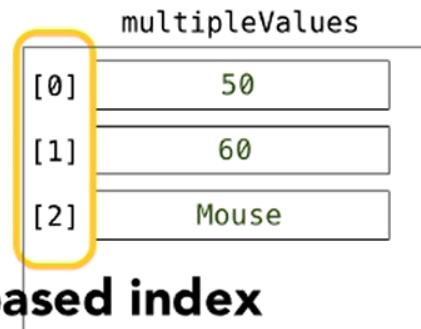 multipleValues
[0] 50
[1] 60
[2] Mouse
ased index